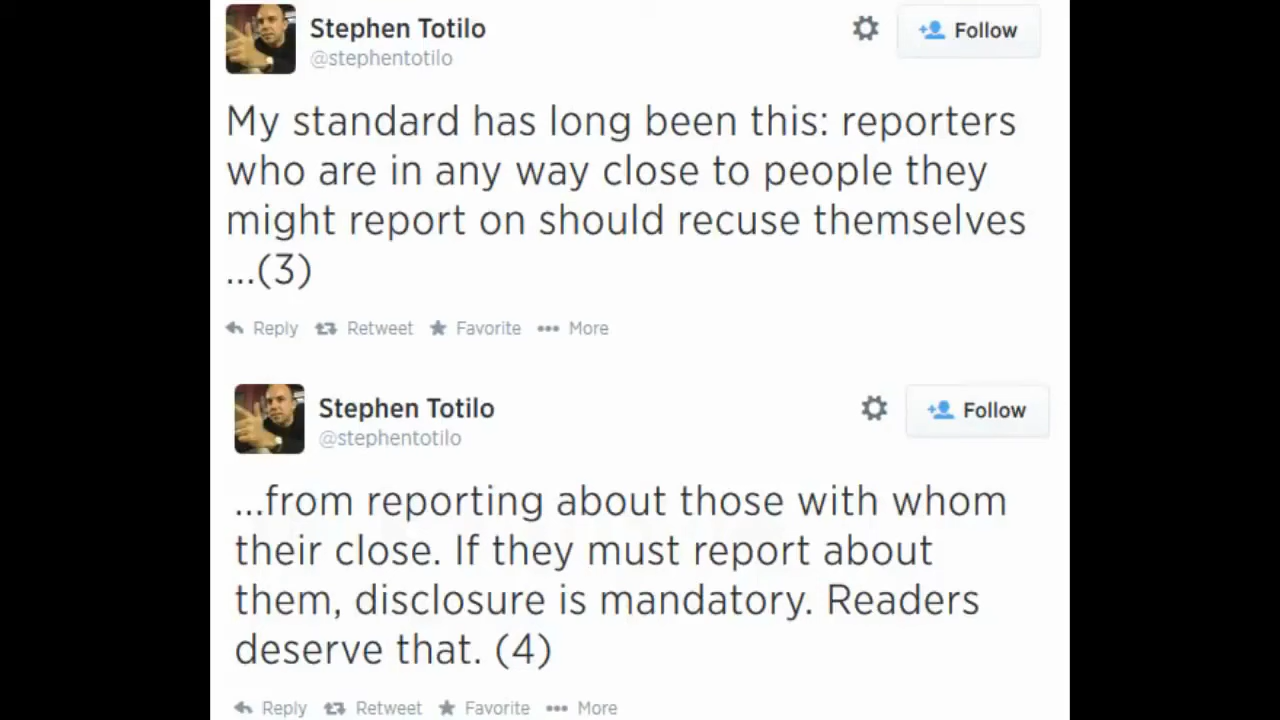 Stephen Totilo
@stephentotilo
Follow
My standard has long been this: reporters
who are in any way close to people they
might report on should recuse themselves
...(3)
Reply Retweet Favorite More
Stephen Totilo
@stephentotilo
Follow
...from reporting about those with whom
their close. If they must report about
them, disclosure is mandatory. Readers
deserve that. (4)
Reply Retweet Favorite More